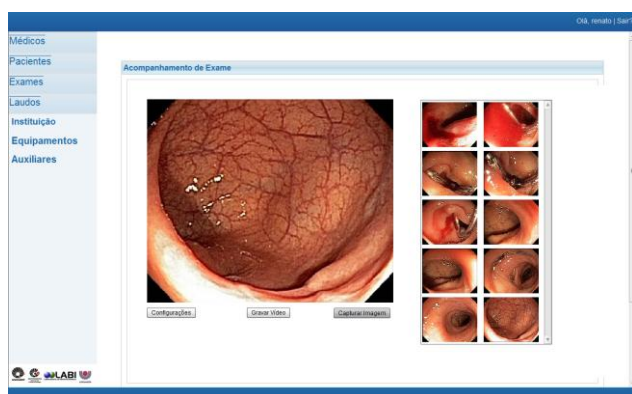 Olá, renato | Sair?
Médicos
Pacientes
Exames
Laudos
Instituição
Equipamentos
Auxiliares
Acompanhamento de Exame
Configurações
Gravar Vídeo
Capturar Imagem
LABI